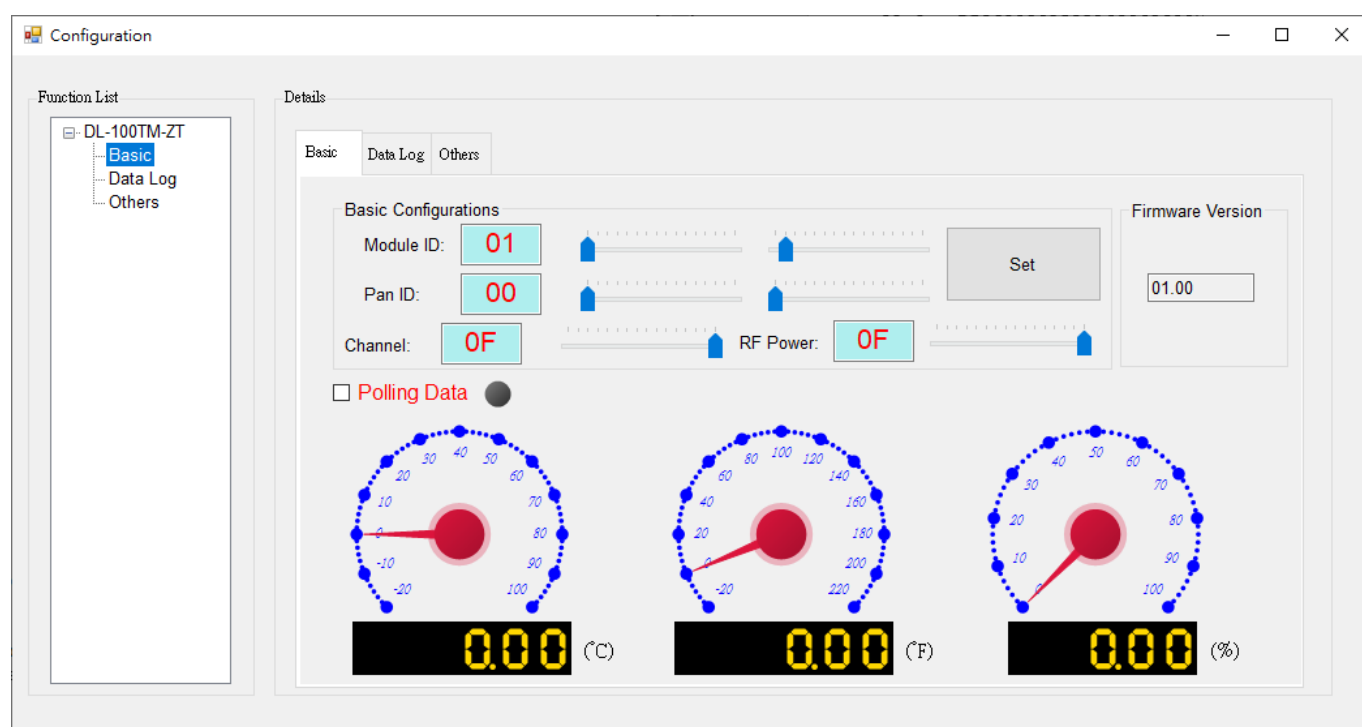 Configuration
Function List
DL-100TM-ZT
Basic
Data Log
Others
Details
Basic Data Log Others
Basic Configurations
Module ID: 01
Set
Pan ID: 00
Channel: 0F RF Power: 0F
Firmware Version
01.00
Polling Data
-20 -10 0 10 20 30 40 50 60 70 80 90 100
0.00 (°C)
-20 0 20 40 60 80 100 120 140 160 180 200 220
0.00 (°F)
0 10 20 30 40 50 60 70 80 90 100
0.00 (%)